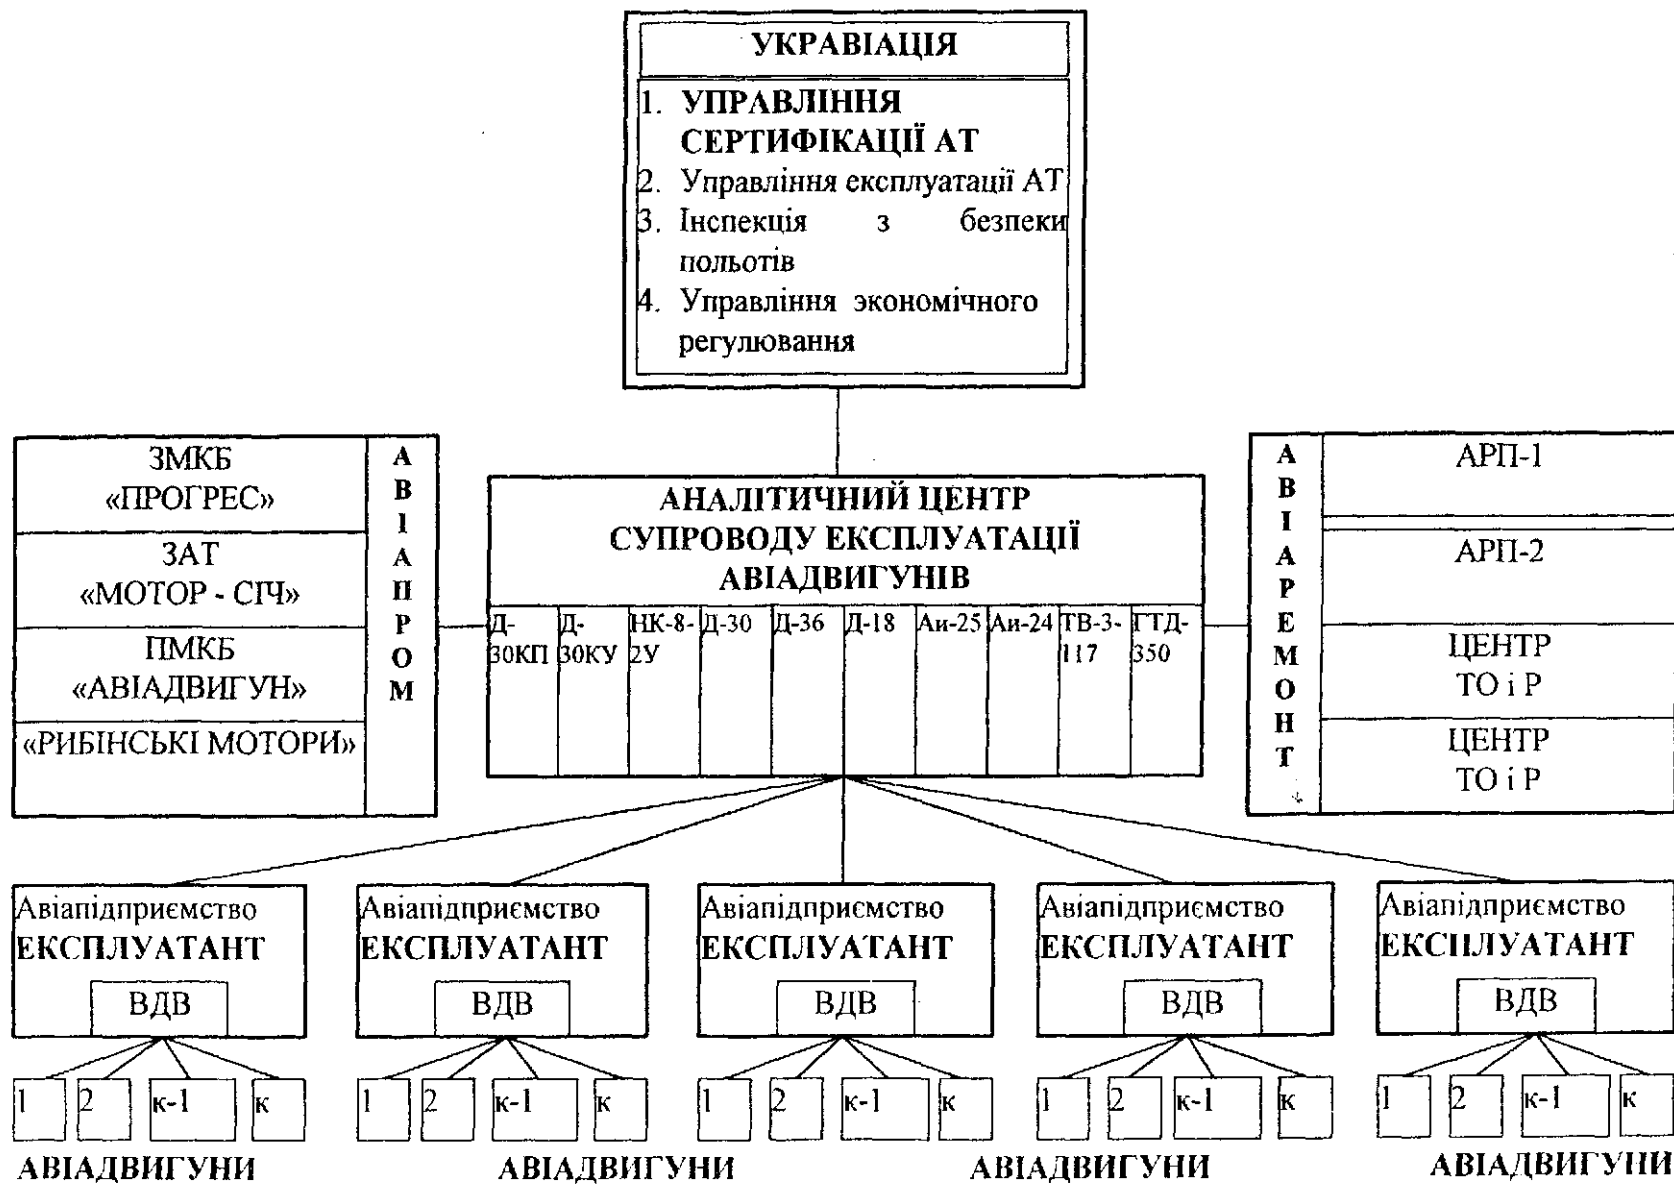 УКРАВІАЦІЯ
1. УПРАВЛІННЯ
СЕРТИФІКАЦІЇ АТ
2. Управління експлуатації АТ
3. Інспекція з безпеки
польотів
4. Управління экономічного
регулювання
ЗМКБ
«ПРОГРЕС»
ЗАТ
«МОТОР - СІЧ»
ПМКБ
«АВІАДВИГУН»
«РИБІНСЬКІ МОТОРИ»
А
В
І
А
П
Р
О
М
АНАЛІТИЧНИЙ ЦЕНТР
СУПРОВОДУ ЕКСПЛУАТАЦІЇ
АВІАДВИГУНІВ
Д-
30КП
Д-
30КУ
НК-8-
2У
Д-30
Д-36
Д-18
Аи-25
Аи-24
ТВ-3-
117
ГТД-
350
А
В
І
А
Р
Е
М
О
Н
Т
АРП-1
АРП-2
ЦЕНТР
ТО і Р
ЦЕНТР
ТО і Р
Авіапідприємство
ЕКСПЛУАТАНТ
ВДВ
Авіапідприємство
ЕКСПЛУАТАНТ
ВДВ
Авіапідприємство
ЕКСПЛУАТАНТ
ВДВ
Авіапідприємство
ЕКСПЛУАТАНТ
ВДВ
Авіапідприємство
ЕКСПЛУАТАНТ
ВДВ
1 2 к-1 к
1 2 к-1 к
1 2 к-1 к
1 2 к-1 к
1 2 к-1 к
АВІАДВИГУНИ АВІАДВИГУНИ АВІАДВИГУНИ АВІАДВИГУНИ